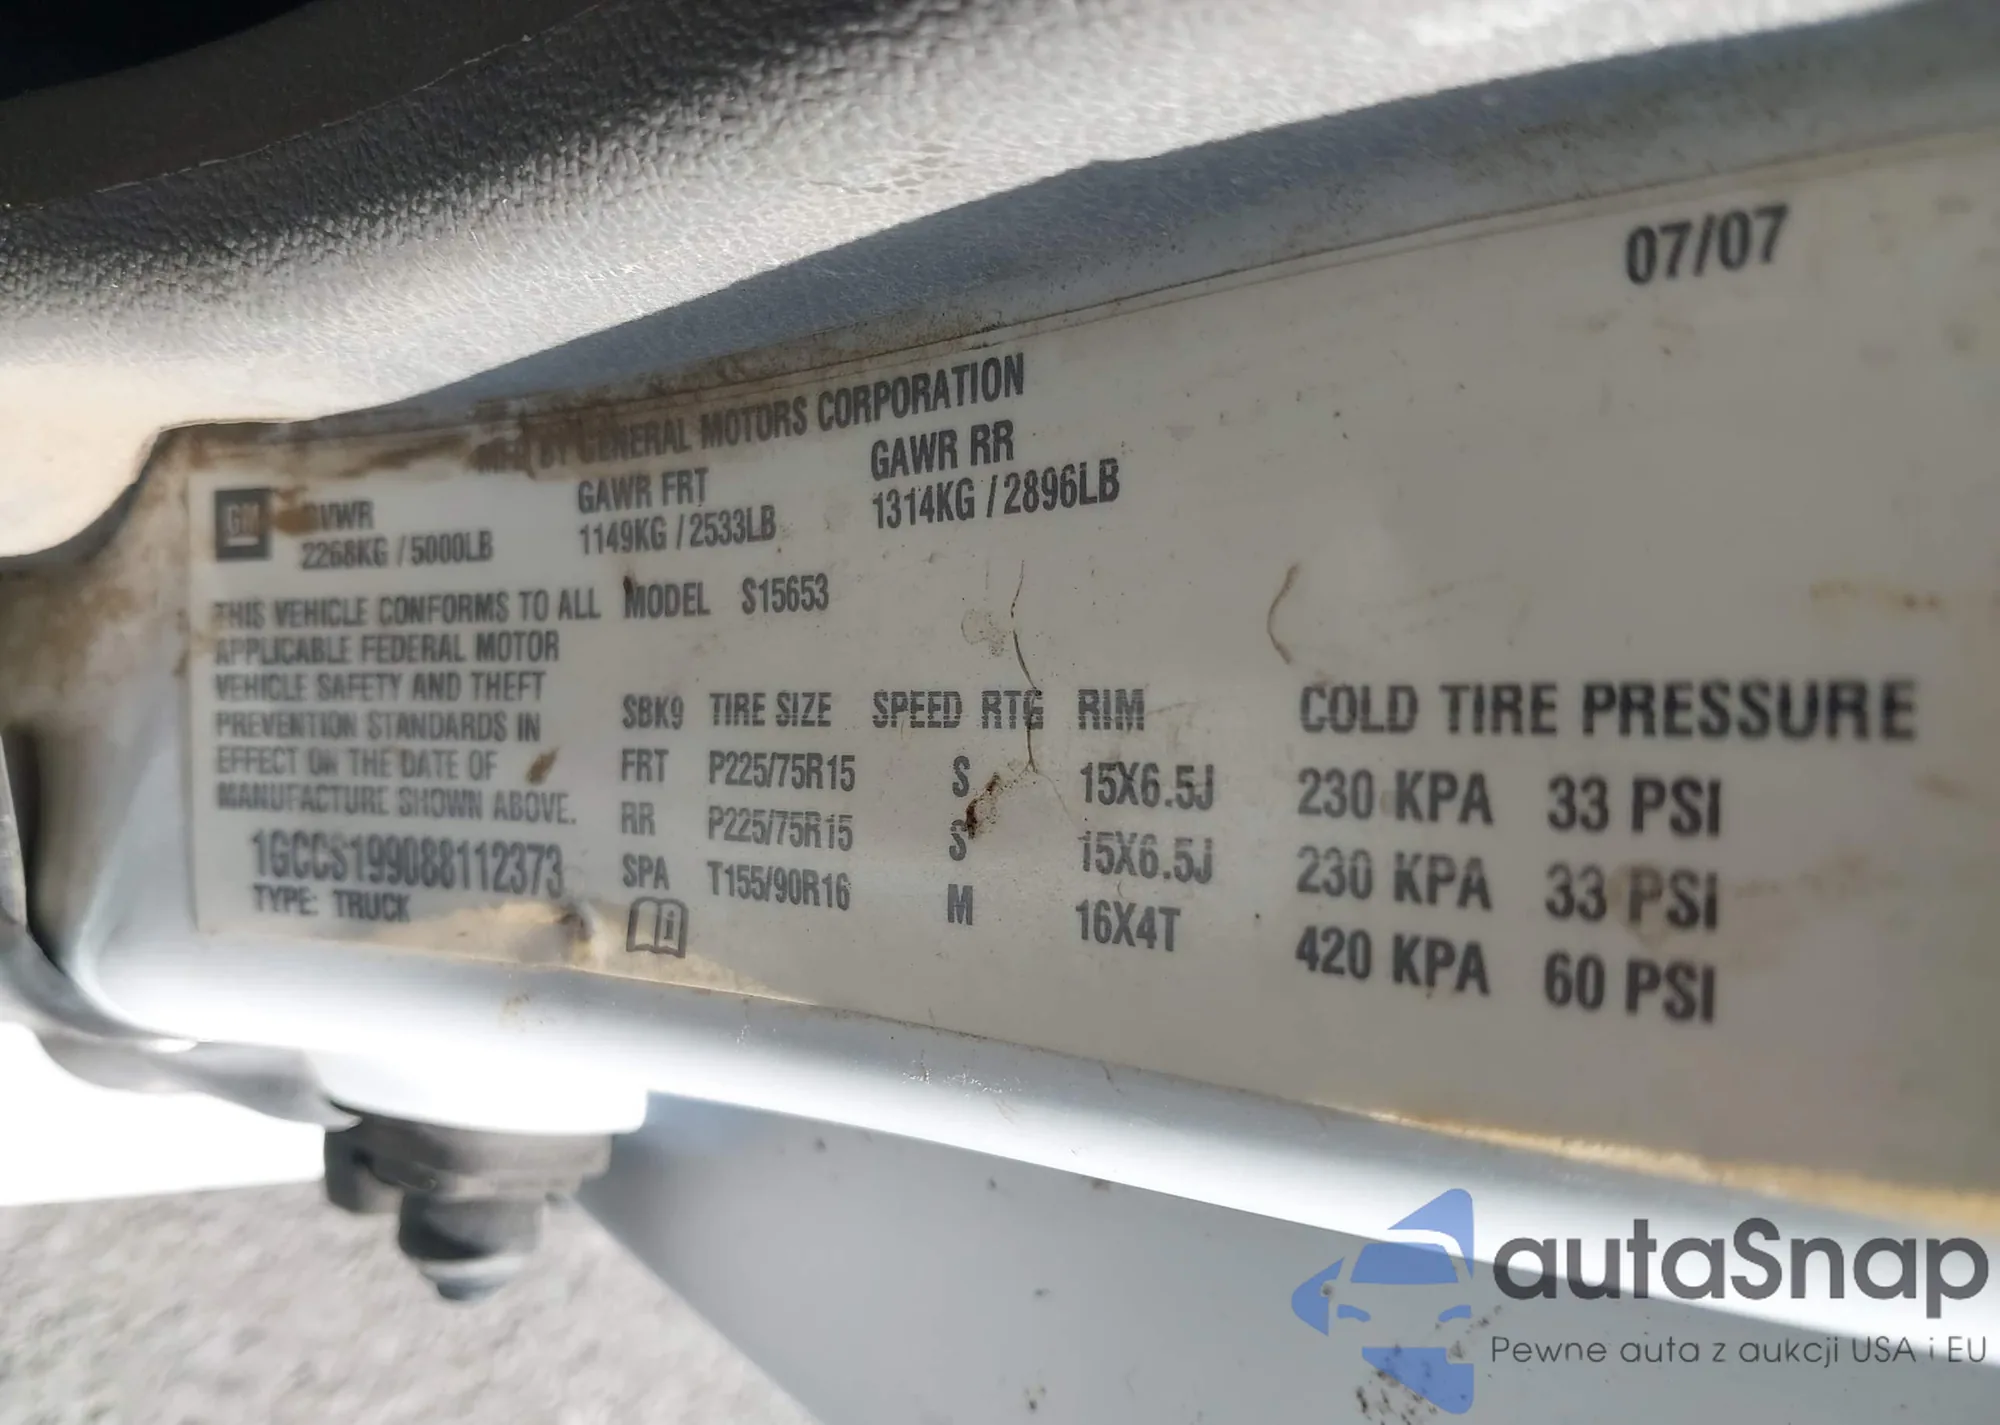 07/07
MFD BY GENERAL MOTORS CORPORATION
GM
GVWR GAWR FRT GAWR RR
2268KG / 5000LB 1149KG / 2533LB 1314KG / 2896LB
THIS VEHICLE CONFORMS TO ALL
APPLICABLE FEDERAL MOTOR
VEHICLE SAFETY AND THEFT
PREVENTION STANDARDS IN
EFFECT ON THE DATE OF
MANUFACTURE SHOWN ABOVE.
1GCCS199088112373
TYPE: TRUCK
MODEL S15653
SBK9 TIRE SIZE SPEED RTG RIM COLD TIRE PRESSURE
FRT P225/75R15 S 15X6.5J 230 KPA 33 PSI
RR P225/75R15 S 15X6.5J 230 KPA 33 PSI
SPA T155/90R16 M 16X4T 420 KPA 60 PSI
i
autaSnap
Pewne auta z aukcji USA i EU